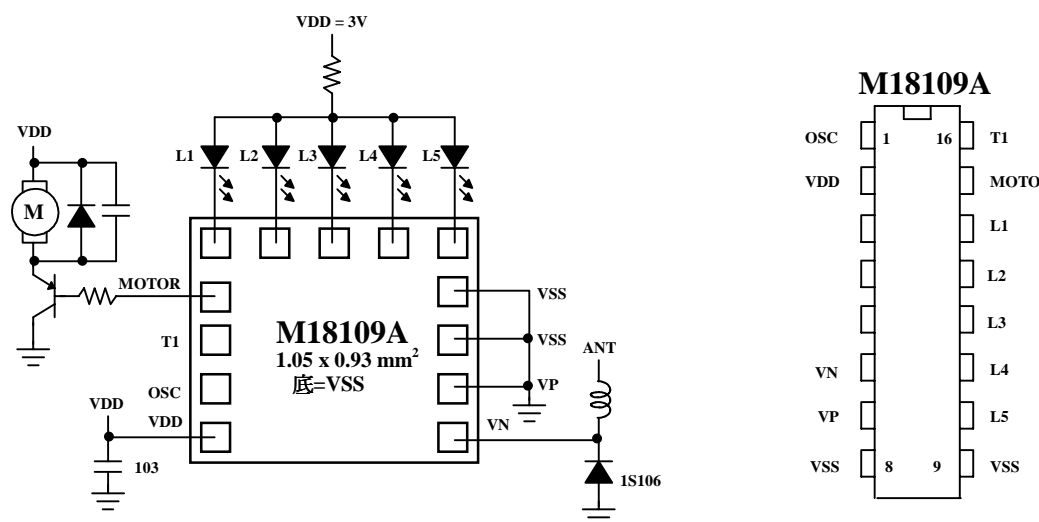 VDD = 3V
VDD
L1
L2
L3
L4
L5
M
MOTOR
T1
OSC
VDD
VDD
103
M18109A
1.05 x 0.93 mm²
底=VSS
VSS
VSS
VP
VN
ANT
1S106
M18109A
OSC 1 16 T1
VDD MOTO
L1
L2
L3
VN L4
VP L5
VSS 8 9 VSS